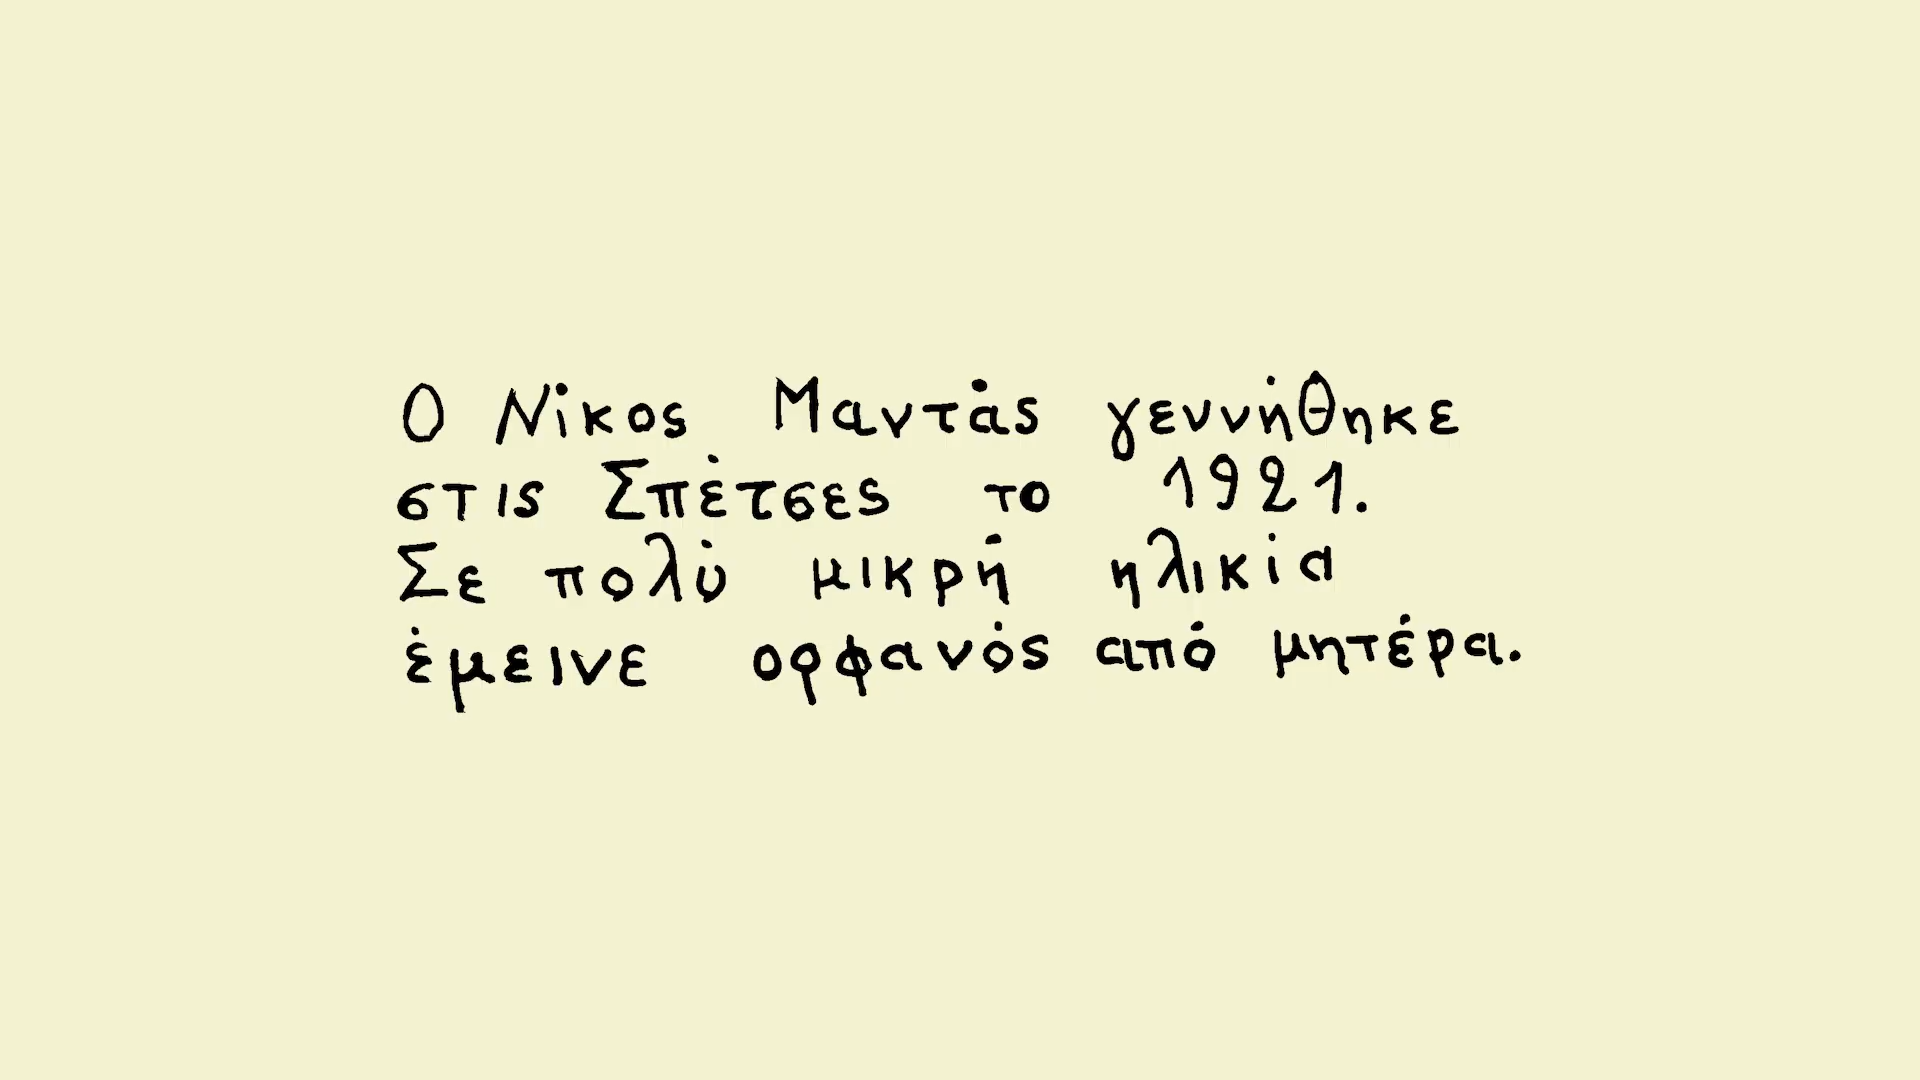 Ο Νίκος Μαντάς γεννήθηκε
στις Σπέτσες το 1921.
Σε πολύ μικρή ηλικία
έμεινε ορφανός από μητέρα.